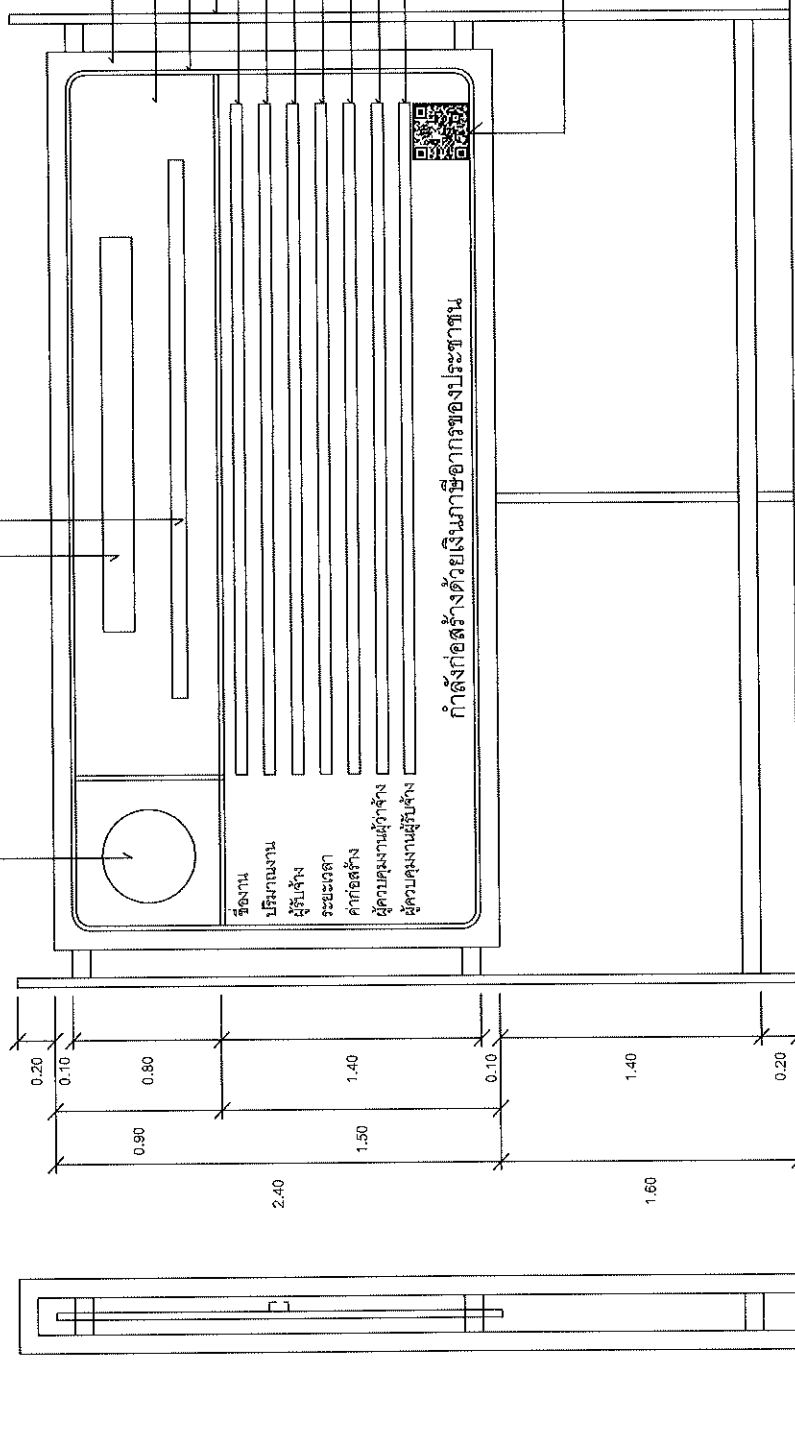 ชื่องาน
ปริมาณงาน
ผู้รับจ้าง
ระยะเวลา
ค่าก่อสร้าง
ผู้ควบคุมงานผู้ว่าจ้าง
ผู้ควบคุมงานผู้รับจ้าง
กำลังก่อสร้างด้วยเงินภาษีอากรของประชาชน
0.20
0.10
0.80
1.40
0.10
1.40
0.20
0.90
1.50
2.40
1.60